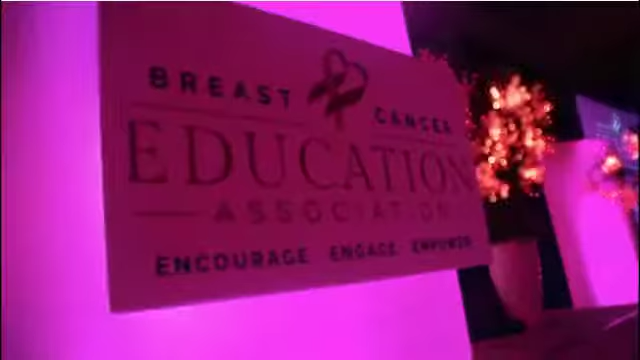 BREAST CANCER
EDUCATION
ASSOCIATION
ENCOURAGE ENGAGE EMPOWER